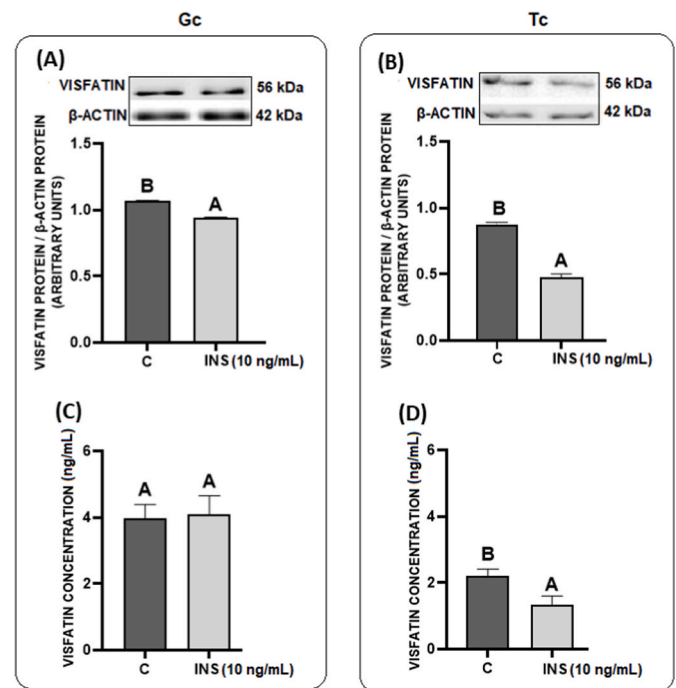 Gc
Tc
(A)
VISFATIN
56 kDa
β-ACTIN
42 kDa
VISFATIN PROTEIN / β-ACTIN PROTEIN
(ARBITRARY UNITS)
1.5
1.0
0.5
0.0
B
A
C
INS (10 ng/mL)
(B)
VISFATIN
56 kDa
β-ACTIN
42 kDa
VISFATIN PROTEIN / β-ACTIN PROTEIN
(ARBITRARY UNITS)
1.5
1.0
0.5
0.0
B
A
C
INS (10 ng/mL)
(C)
VISFATIN CONCENTRATION (ng/mL)
6
4
2
0
A
A
C
INS (10 ng/mL)
(D)
VISFATIN CONCENTRATION (ng/mL)
6
4
2
0
B
A
C
INS (10 ng/mL)